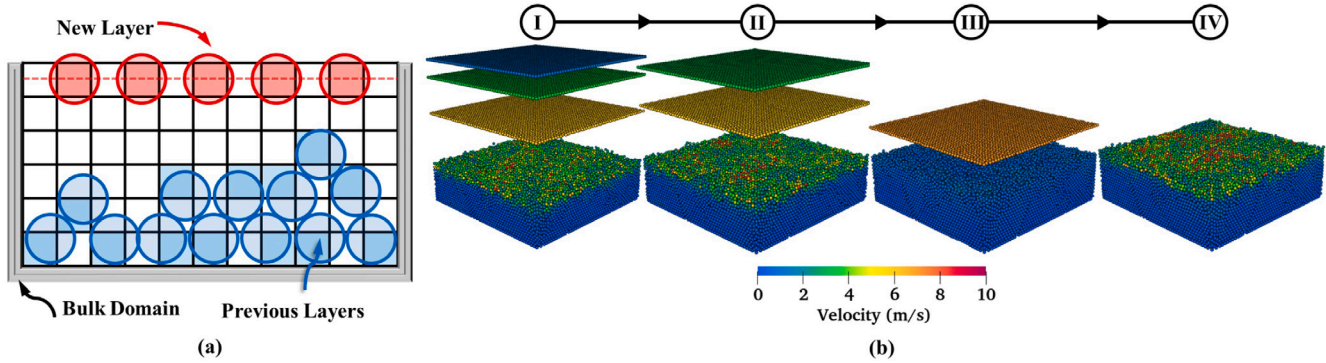 New Layer
Bulk Domain
Previous Layers
(a)
I
II
III
IV
0 2 4 6 8 10
Velocity (m/s)
(b)